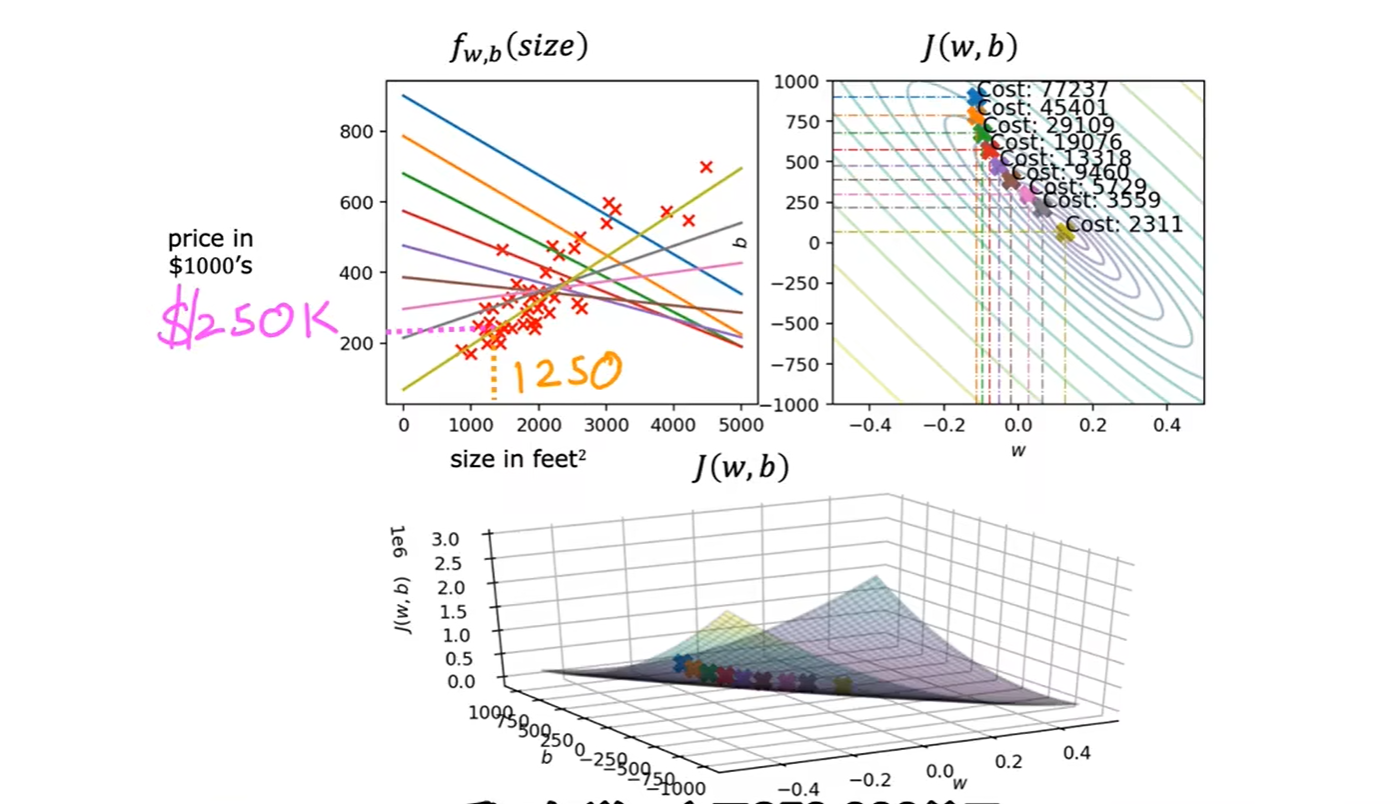 f_{w,b}(size)
J(w,b)
800
600
400
200
0 1000 2000 3000 4000 5000
price in
$1000's
$250K
1250
size in feet²
1000
750
500
250
0
−250
−500
−750
−1000
b
Cost: 77237
Cost: 45401
Cost: 29109
Cost: 19076
Cost: 13318
Cost: 9460
Cost: 5729
Cost: 3559
Cost: 2311
−0.4 −0.2 0.0 0.2 0.4
w
J(w,b)
1e6
J(w, b)
3.0
2.5
2.0
1.5
1.0
0.5
0.0
1000
750
500
250
0
−250
−500
−750
−1000
b
−0.4 −0.2 0.0 0.2 0.4
w